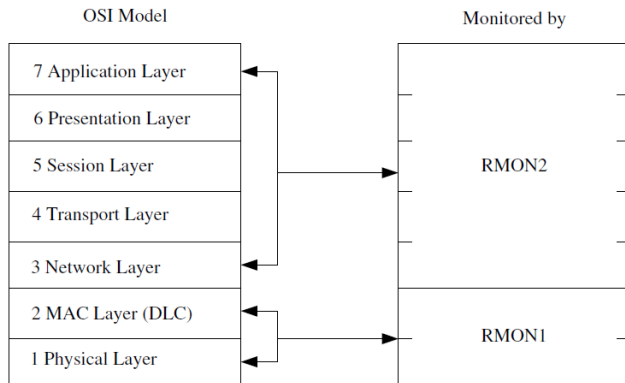 OSI Model
Monitored by
7 Application Layer
6 Presentation Layer
5 Session Layer
RMON2
4 Transport Layer
3 Network Layer
2 MAC Layer (DLC)
RMON1
1 Physical Layer